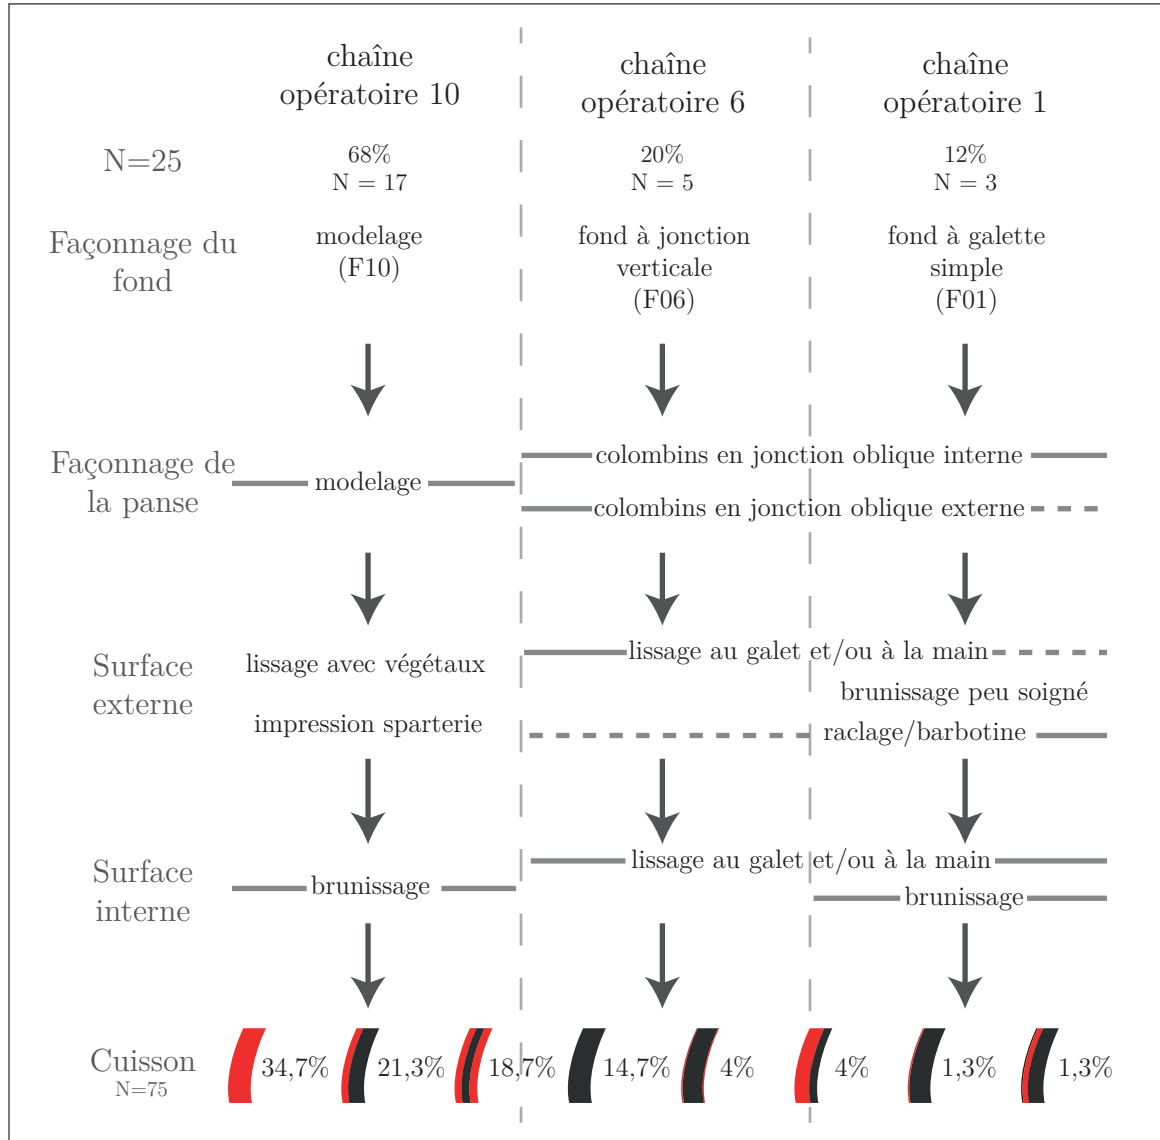 chaîne
opératoire 10
chaîne
opératoire 6
chaîne
opératoire 1
N=25
68%
N = 17
20%
N = 5
12%
N = 3
Façonnage du
fond
modelage
(F10)
fond à jonction
verticale
(F06)
fond à galette
simple
(F01)
Façonnage de
la panse
modelage
colombins en jonction oblique interne
colombins en jonction oblique externe
Surface
externe
lissage avec végétaux
impression sparterie
lissage au galet et/ou à la main
brunissage peu soigné
raclage/barbotine
Surface
interne
brunissage
lissage au galet et/ou à la main
brunissage
Cuisson
N=75
34,7%
21,3%
18,7%
14,7%
4%
4%
1,3%
1,3%